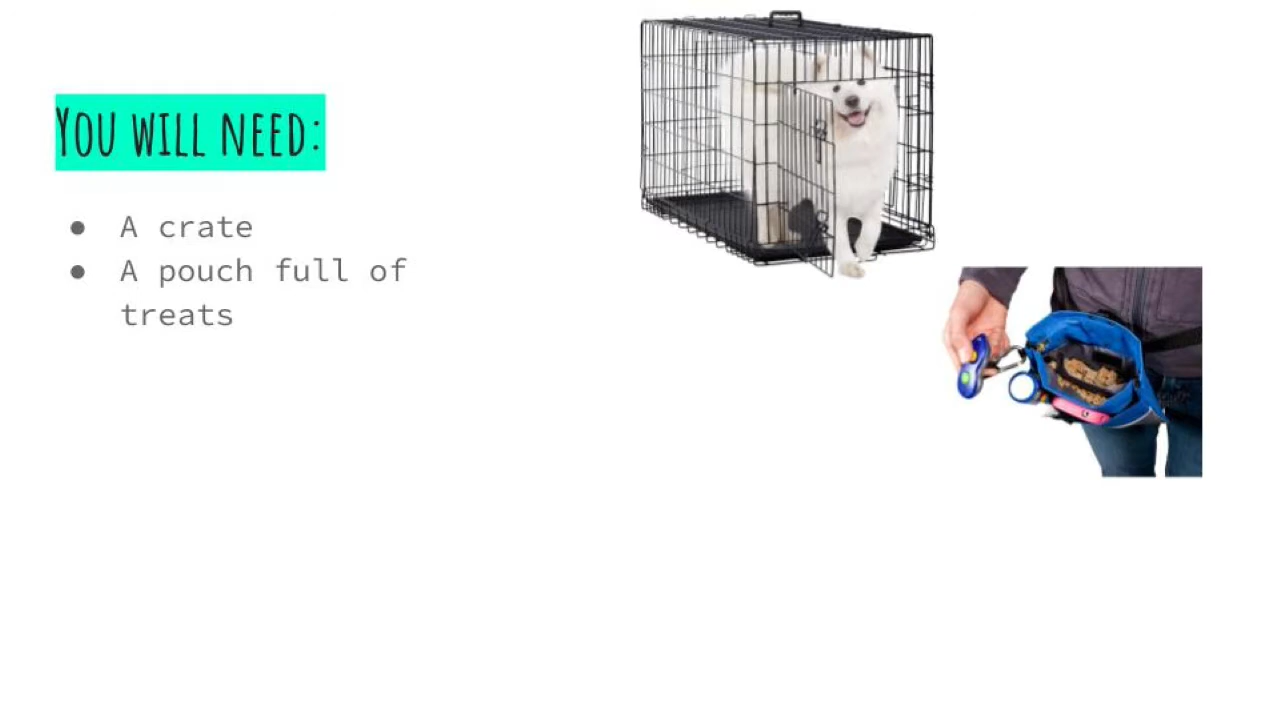 You will need:
● A crate
● A pouch full of
treats